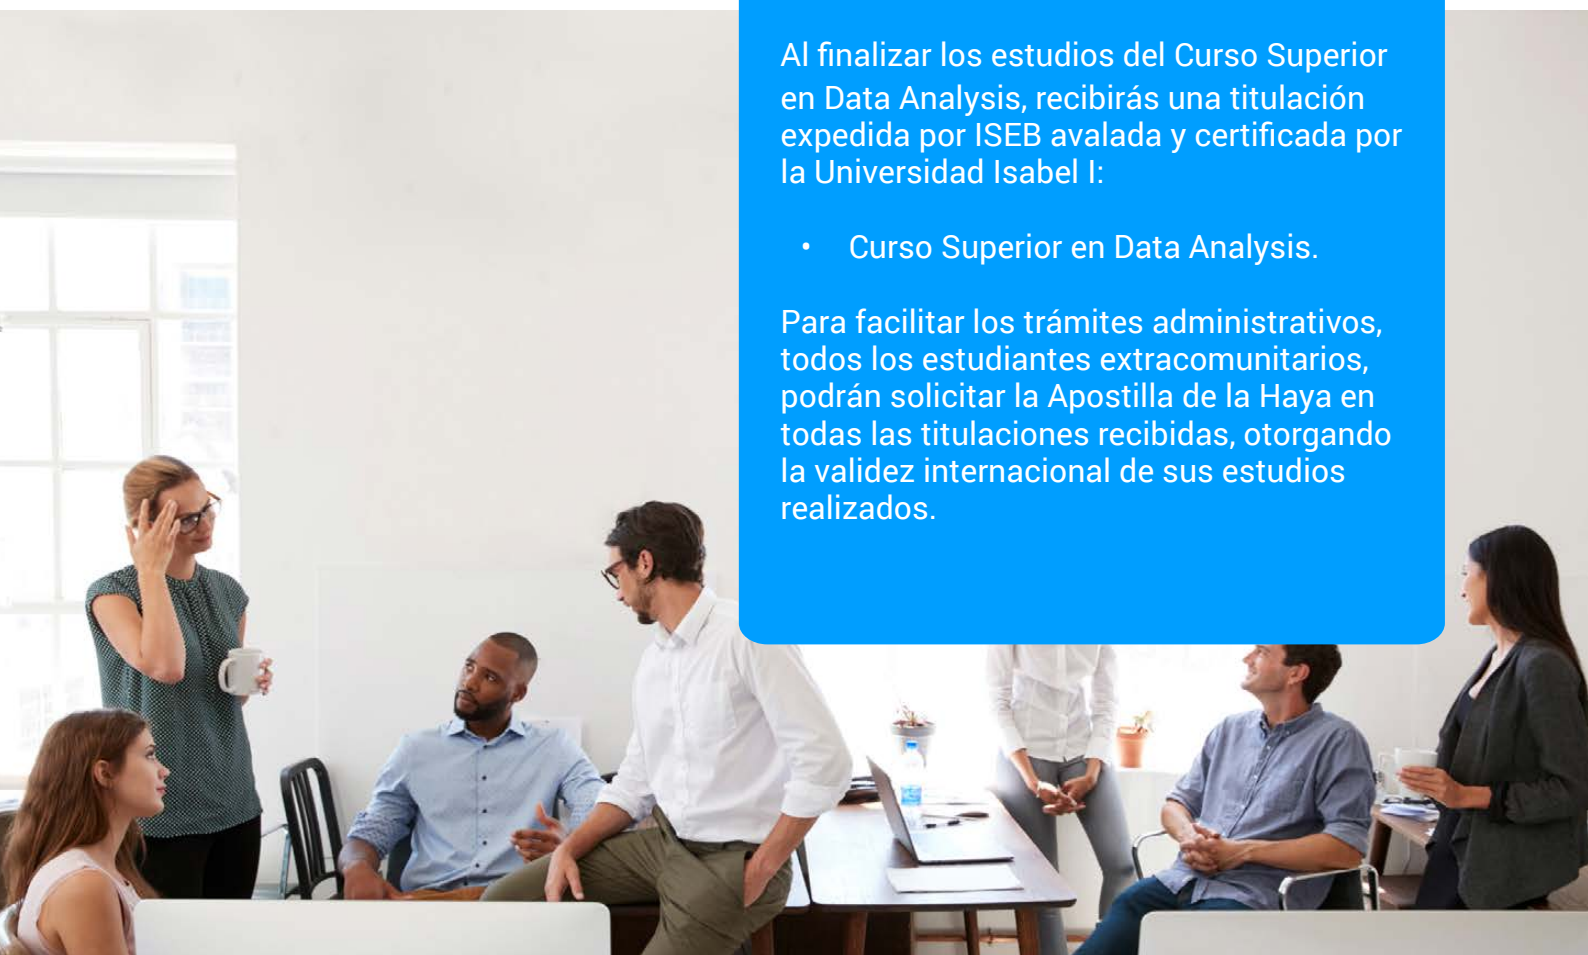 Al finalizar los estudios del Curso Superior
en Data Analysis, recibirás una titulación
expedida por ISEB avalada y certificada por
la Universidad Isabel I:
• Curso Superior en Data Analysis.
Para facilitar los trámites administrativos,
todos los estudiantes extracomunitarios,
podrán solicitar la Apostilla de la Haya en
todas las titulaciones recibidas, otorgando
la validez internacional de sus estudios
realizados.